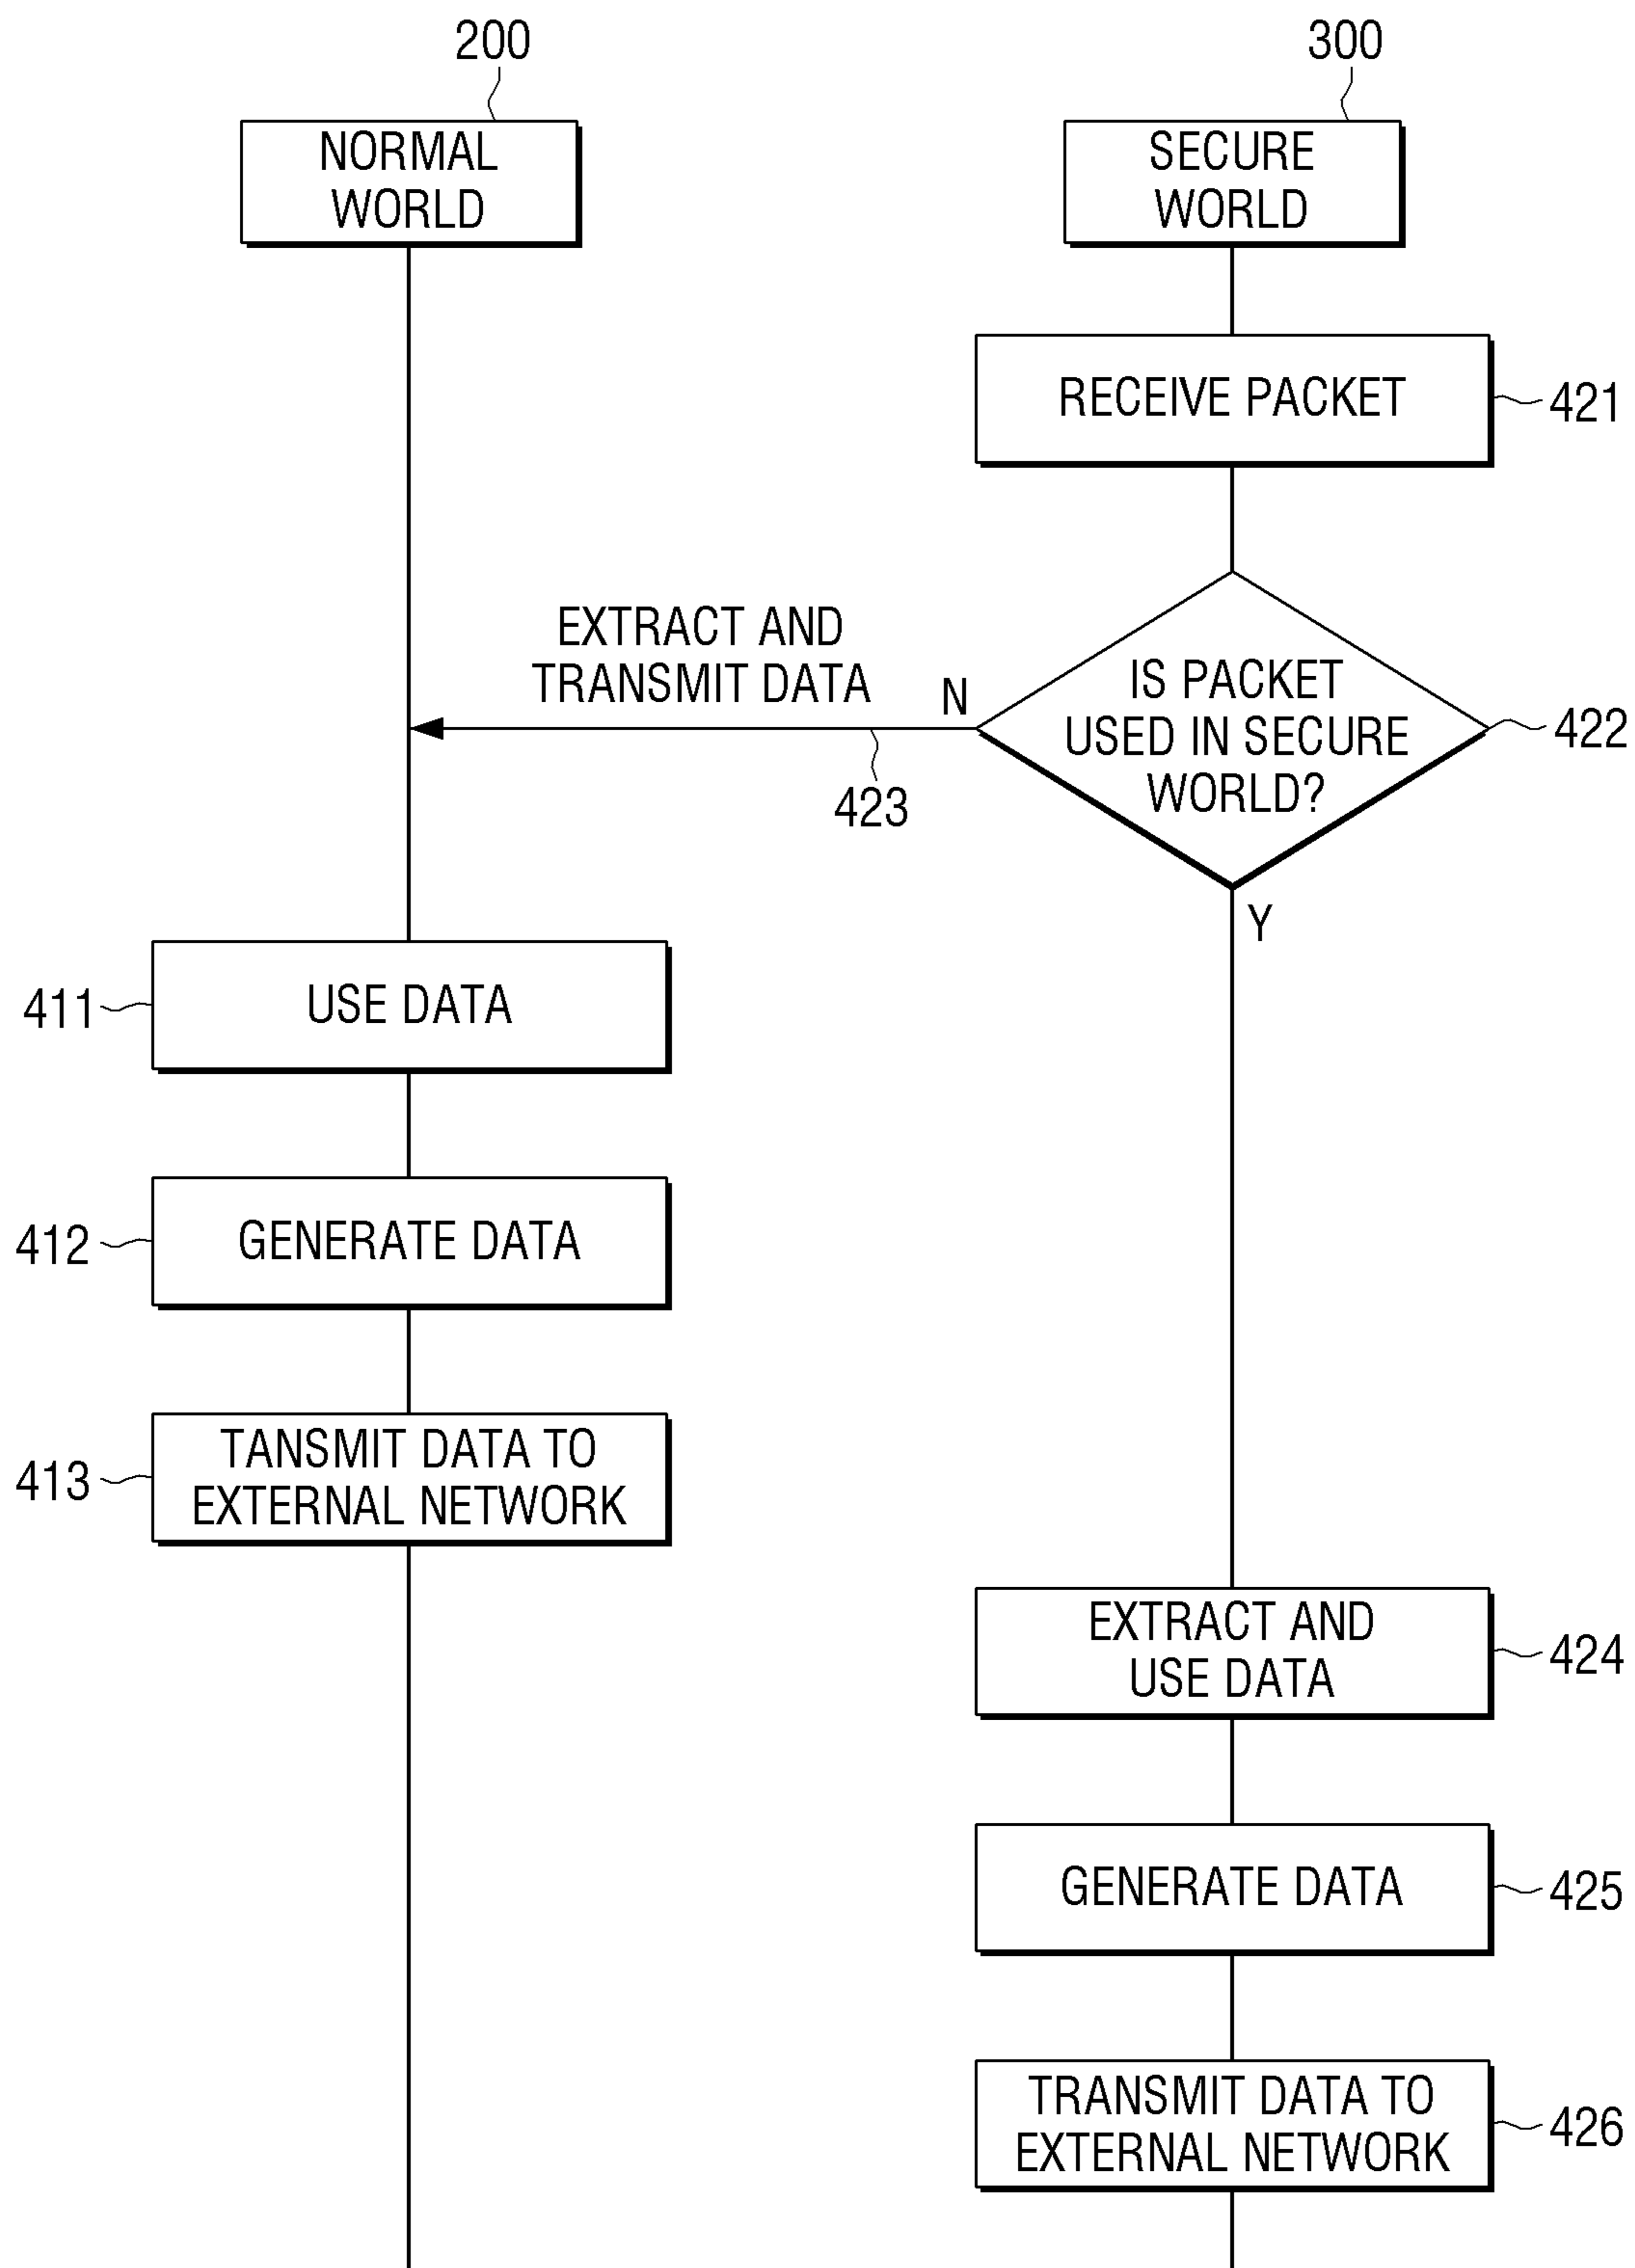 200
300
NORMAL
WORLD
SECURE
WORLD
RECEIVE PACKET
421
EXTRACT AND
TRANSMIT DATA
N
IS PACKET
USED IN SECURE
WORLD?
422
423
Y
411
USE DATA
412
GENERATE DATA
413
TANSMIT DATA TO
EXTERNAL NETWORK
EXTRACT AND
USE DATA
424
GENERATE DATA
425
TRANSMIT DATA TO
EXTERNAL NETWORK
426